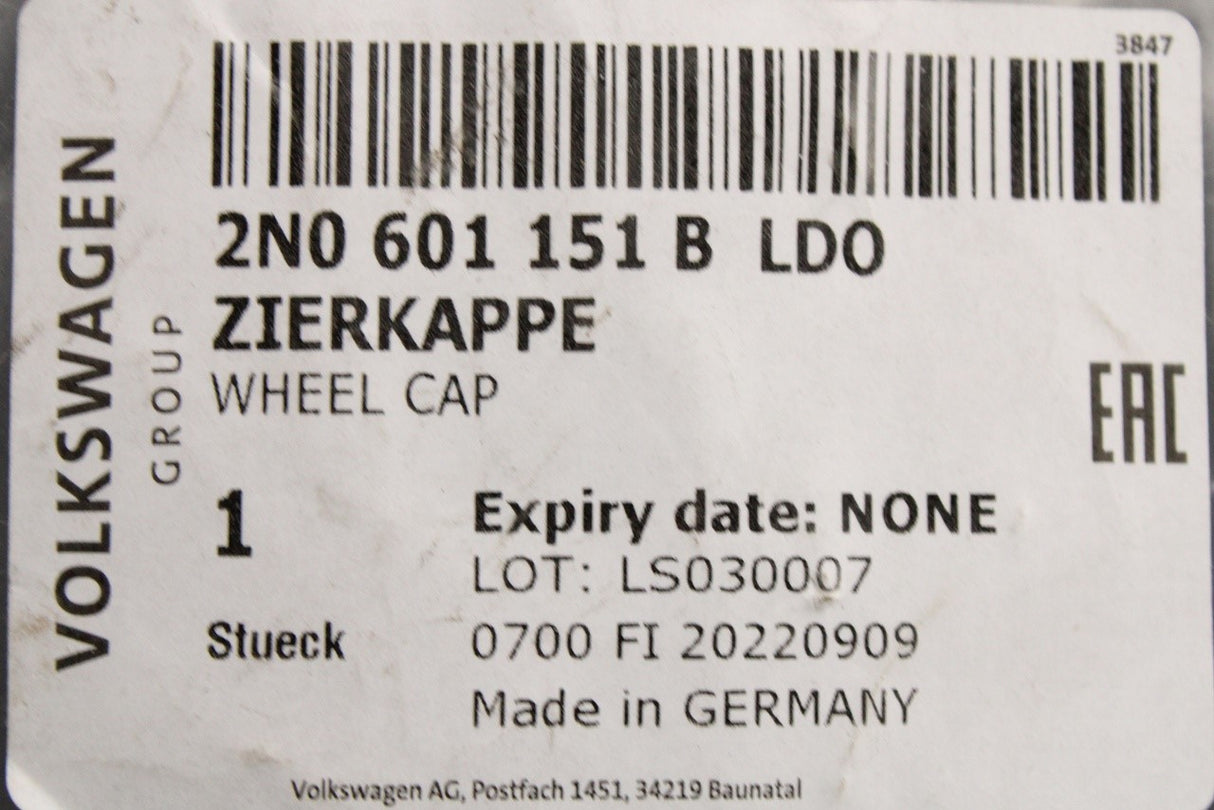 3847
2N0 601 151 B LDO
ZIERKAPPE
WHEEL CAP
VOLKSWAGEN
GROUP
EAC
1
Stueck
Expiry date: NONE
LOT: LS030007
0700 FI 20220909
Made in GERMANY
Volkswagen AG, Postfach 1451, 34219 Baunatal